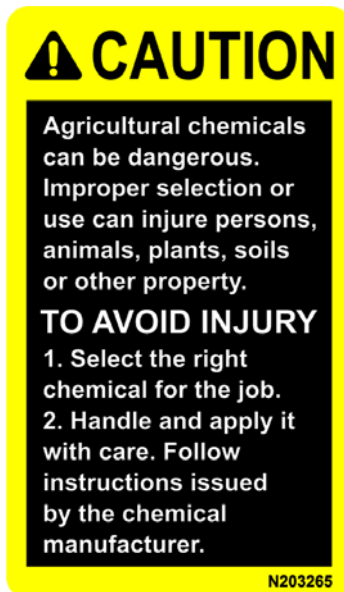 CAUTION
Agricultural chemicals
can be dangerous.
Improper selection or
use can injure persons,
animals, plants, soils
or other property.
TO AVOID INJURY
1. Select the right
chemical for the job.
2. Handle and apply it
with care. Follow
instructions issued
by the chemical
manufacturer.
N203265